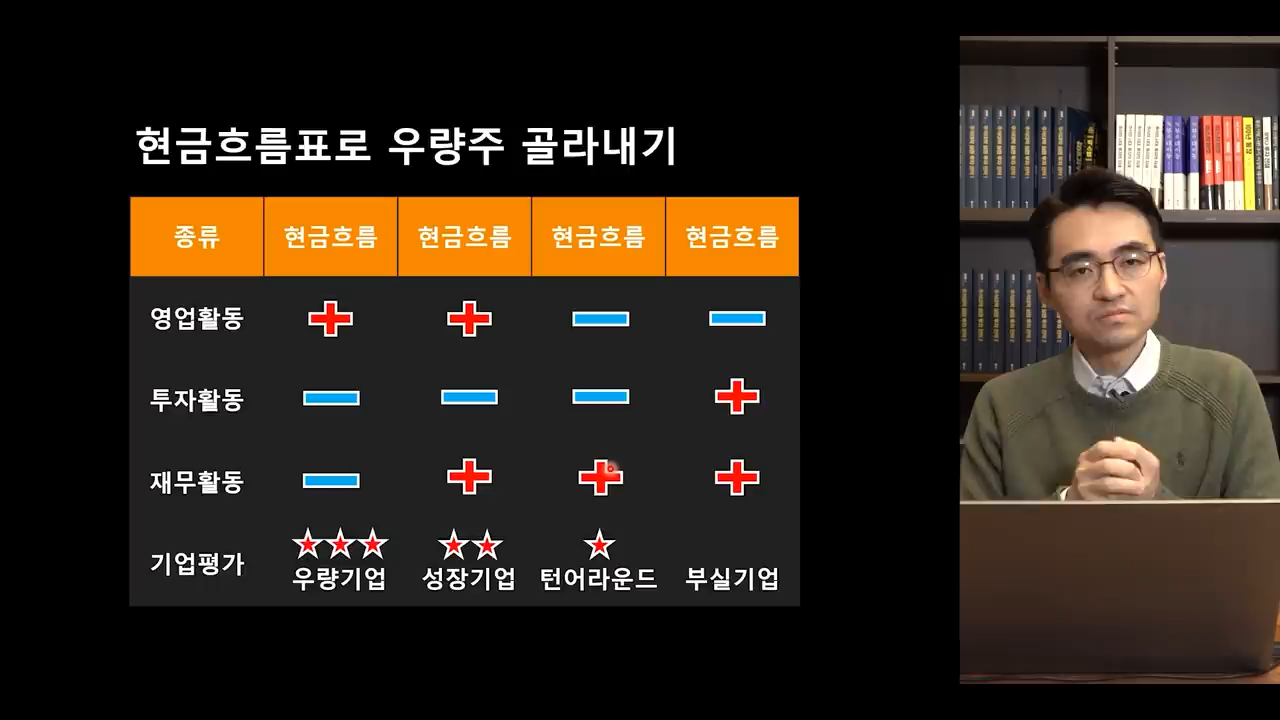 현금흐름표로 우량주 골라내기
종류 현금흐름 현금흐름 현금흐름 현금흐름
영업활동
투자활동
재무활동
기업평가 우량기업 성장기업 턴어라운드 부실기업